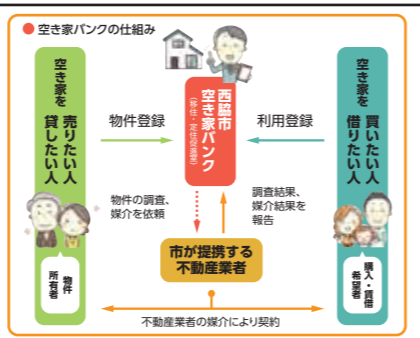 ● 空き家バンクの仕組み
空き家を
売りたい人
貸したい人
物件
所有者
物件登録
西脇市
空き家バンク
(移住・定住促進室)
利用登録
空き家を
買いたい人
借りたい人
購入・賃借
希望者
物件の調査、
媒介を依頼
調査結果、
媒介結果を
報告
市が提携する
不動産業者
不動産業者の媒介により契約